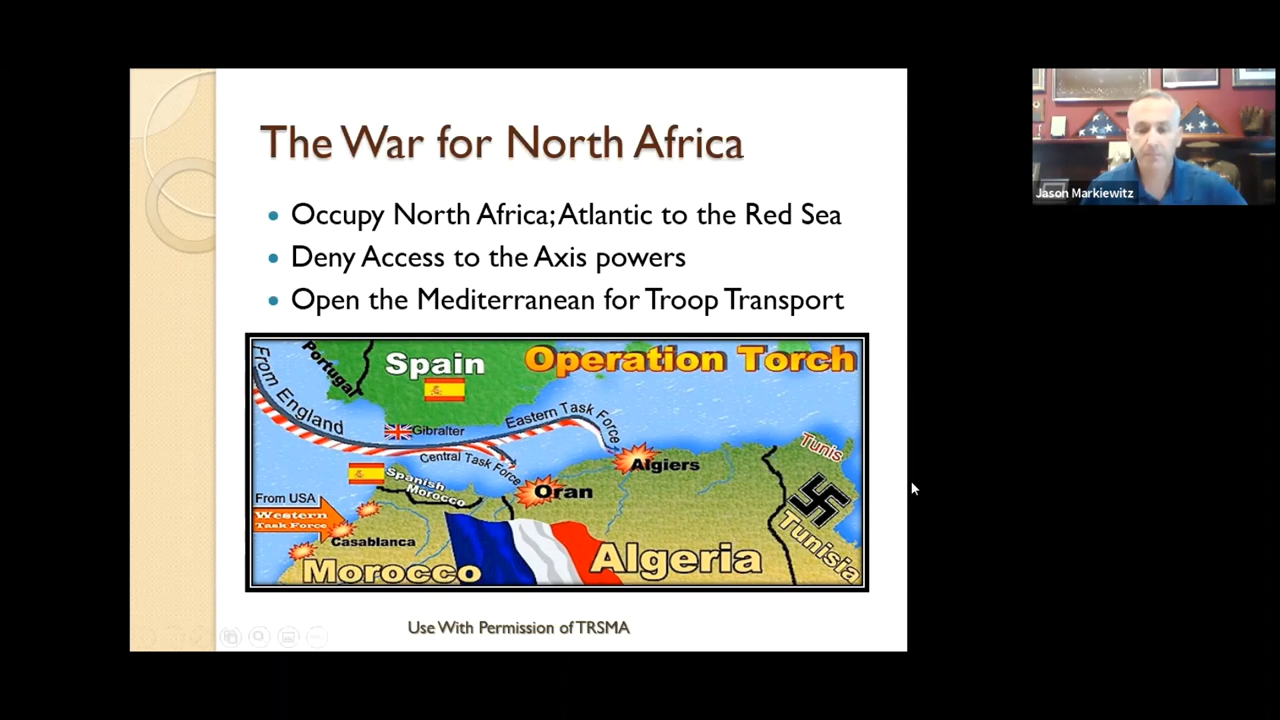 The War for North Africa
Occupy North Africa; Atlantic to the Red Sea
Deny Access to the Axis powers
Open the Mediterranean for Troop Transport
Operation Torch
Spain
Portugal
From England
Gibralter
Eastern Task Force
Central Task Force
Algiers
Tunis
Spanish
Morocco
Oran
From USA
Western
Task Force
Casablanca
Morocco
Algeria
Tunisia
Use With Permission of TRSMA
Jason Markiewitz